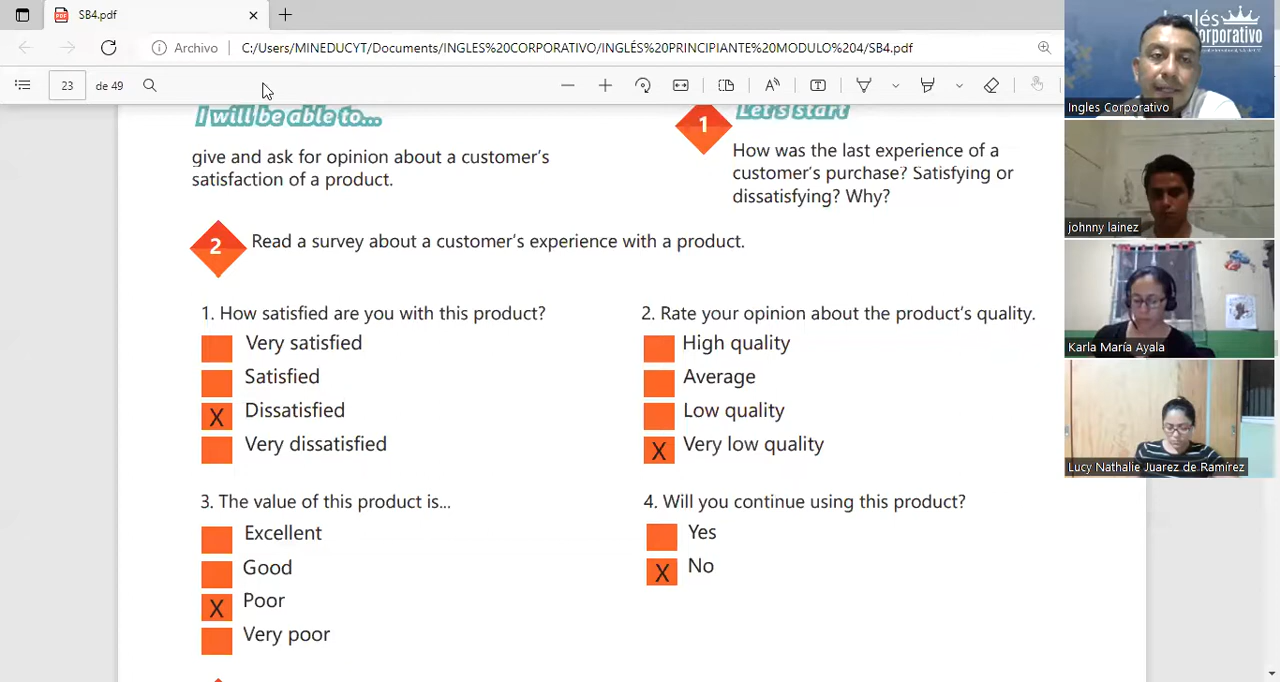 SB4.pdf
Archivo
C:/Users/MINEDUCYT/Documents/INGLES%20CORPORATIVO/INGLÉS%20PRINCIPIANTE%20MODULO%204/SB4.pdf
23
de 49
I will be able to...
give and ask for opinion about a customer's
satisfaction of a product.
1
Let's start
How was the last experience of a
customer's purchase? Satisfying or
dissatisfying? Why?
2
Read a survey about a customer's experience with a product.
1. How satisfied are you with this product?
Very satisfied
Satisfied
X Dissatisfied
Very dissatisfied
2. Rate your opinion about the product's quality.
High quality
Average
Low quality
X Very low quality
3. The value of this product is...
Excellent
Good
X Poor
Very poor
4. Will you continue using this product?
Yes
X No
Inglés
Corporativo
Ingles Corporativo
johnny lainez
Karla María Ayala
Lucy Nathalie Juarez de Ramírez